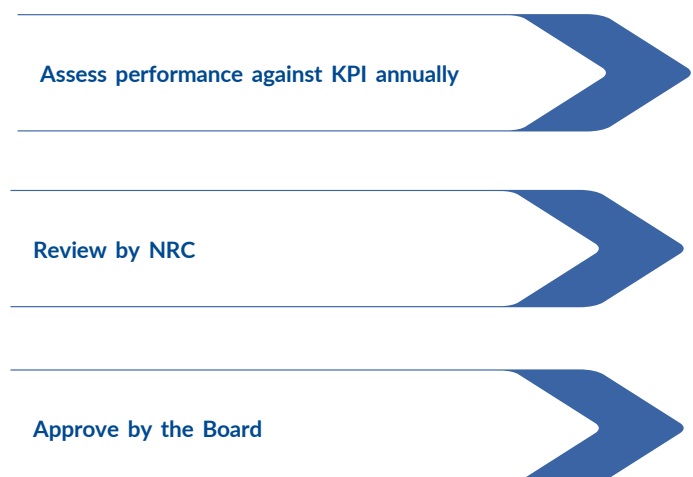 Assess performance against KPI annually
Review by NRC
Approve by the Board